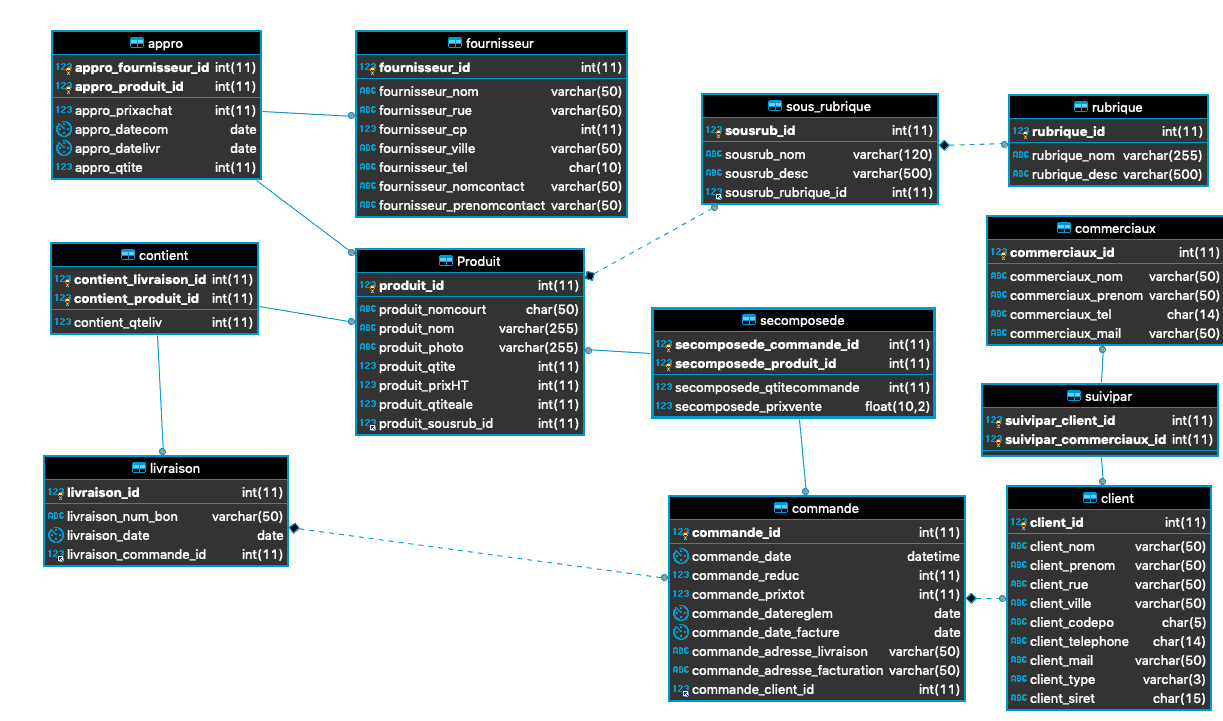 appro
appro_fournisseur_id int(11)
appro_produit_id int(11)
appro_prixachat int(11)
appro_datecom date
appro_datelivr date
appro_qtite int(11)
fournisseur
fournisseur_id int(11)
fournisseur_nom varchar(50)
fournisseur_rue varchar(50)
fournisseur_cp int(11)
fournisseur_ville varchar(50)
fournisseur_tel char(10)
fournisseur_nomcontact varchar(50)
fournisseur_prenomcontact varchar(50)
sous_rubrique
sousrub_id int(11)
sousrub_nom varchar(120)
sousrub_desc varchar(500)
sousrub_rubrique_id int(11)
rubrique
rubrique_id int(11)
rubrique_nom varchar(255)
rubrique_desc varchar(500)
contient
contient_livraison_id int(11)
contient_produit_id int(11)
contient_qteliv int(11)
Produit
produit_id int(11)
produit_nomcourt char(50)
produit_nom varchar(255)
produit_photo varchar(255)
produit_qtite int(11)
produit_prixHT int(11)
produit_qtiteale int(11)
produit_sousrub_id int(11)
secomposede
secomposede_commande_id int(11)
secomposede_produit_id int(11)
secomposede_qtitecommande int(11)
secomposede_prixvente float(10,2)
commerciaux
commerciaux_id int(11)
commerciaux_nom varchar(50)
commerciaux_prenom varchar(50)
commerciaux_tel char(14)
commerciaux_mail varchar(50)
suivipar
suivipar_client_id int(11)
suivipar_commerciaux_id int(11)
livraison
livraison_id int(11)
livraison_num_bon varchar(50)
livraison_date date
livraison_commande_id int(11)
commande
commande_id int(11)
commande_date datetime
commande_reduc int(11)
commande_prixtot int(11)
commande_datereglem date
commande_date_facture date
commande_adresse_livraison varchar(50)
commande_adresse_facturation varchar(50)
commande_client_id int(11)
client
client_id int(11)
client_nom varchar(50)
client_prenom varchar(50)
client_rue varchar(50)
client_ville varchar(50)
client_codepo char(5)
client_telephone char(14)
client_mail varchar(50)
client_type varchar(3)
client_siret char(15)